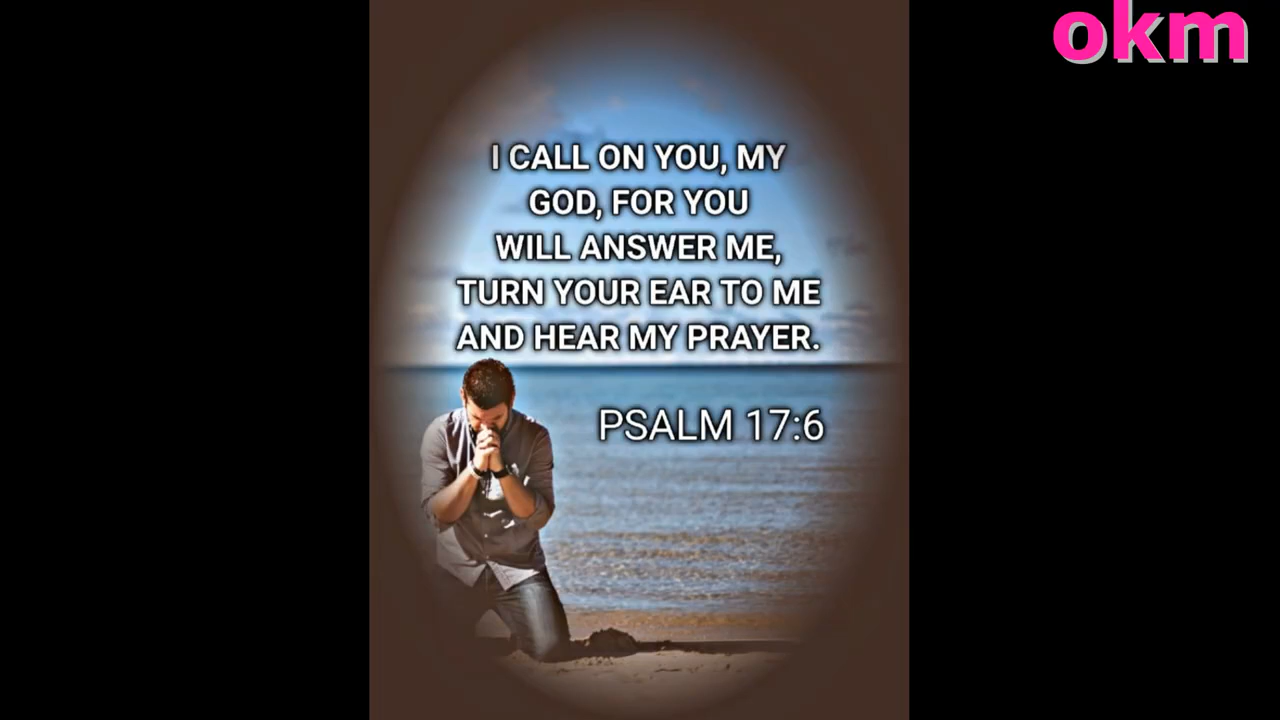 okm
I CALL ON YOU, MY
GOD, FOR YOU
WILL ANSWER ME,
TURN YOUR EAR TO ME
AND HEAR MY PRAYER.
PSALM 17:6